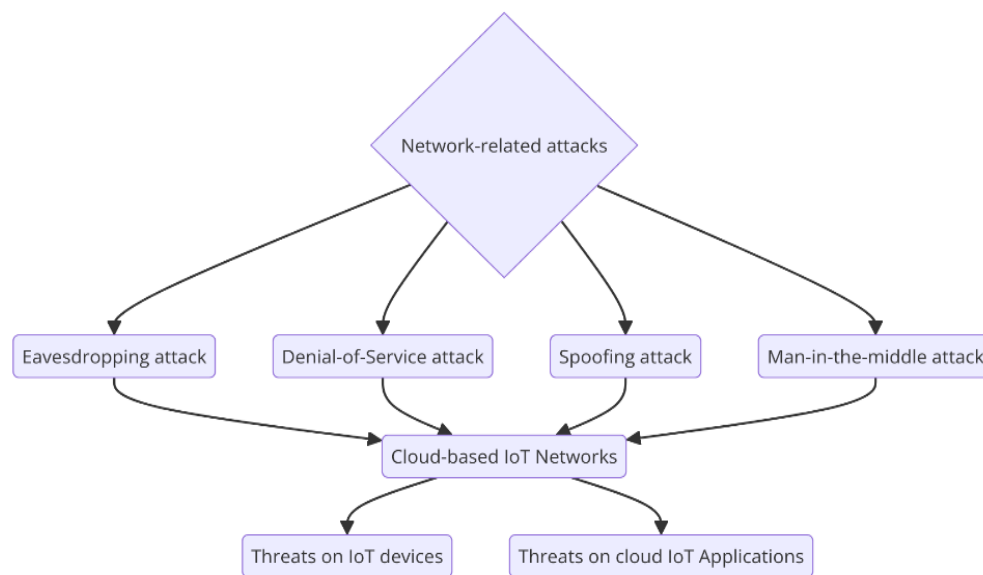 Network-related attacks
Eavesdropping attack
Denial-of-Service attack
Spoofing attack
Man-in-the-middle attack
Cloud-based IoT Networks
Threats on IoT devices
Threats on cloud IoT Applications